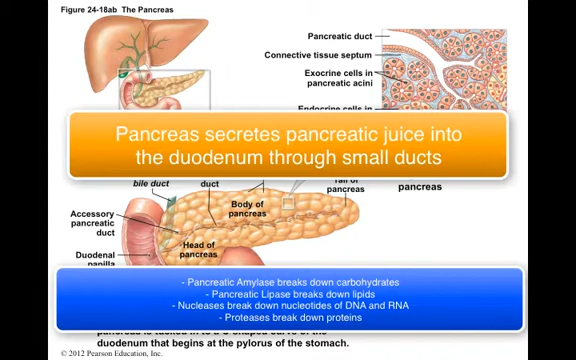 Figure 24-18ab The Pancreas
Pancreatic duct
Connective tissue septum
Exocrine cells in
pancreatic acini
Endocrine cells in
Pancreas secretes pancreatic juice into
the duodenum through small ducts
bile duct
duct
Tail of
pancreas
pancreas
Body of
pancreas
Accessory
pancreatic
duct
Head of
pancreas
Duodenal
papilla
- Pancreatic Amylase breaks down carbohydrates
- Pancreatic Lipase breaks down lipids
- Nucleases break down nucleotides of DNA and RNA
- Proteases break down proteins
pancreas is tucked in to a C-shaped curve of the
duodenum that begins at the pylorus of the stomach.
© 2012 Pearson Education, Inc.